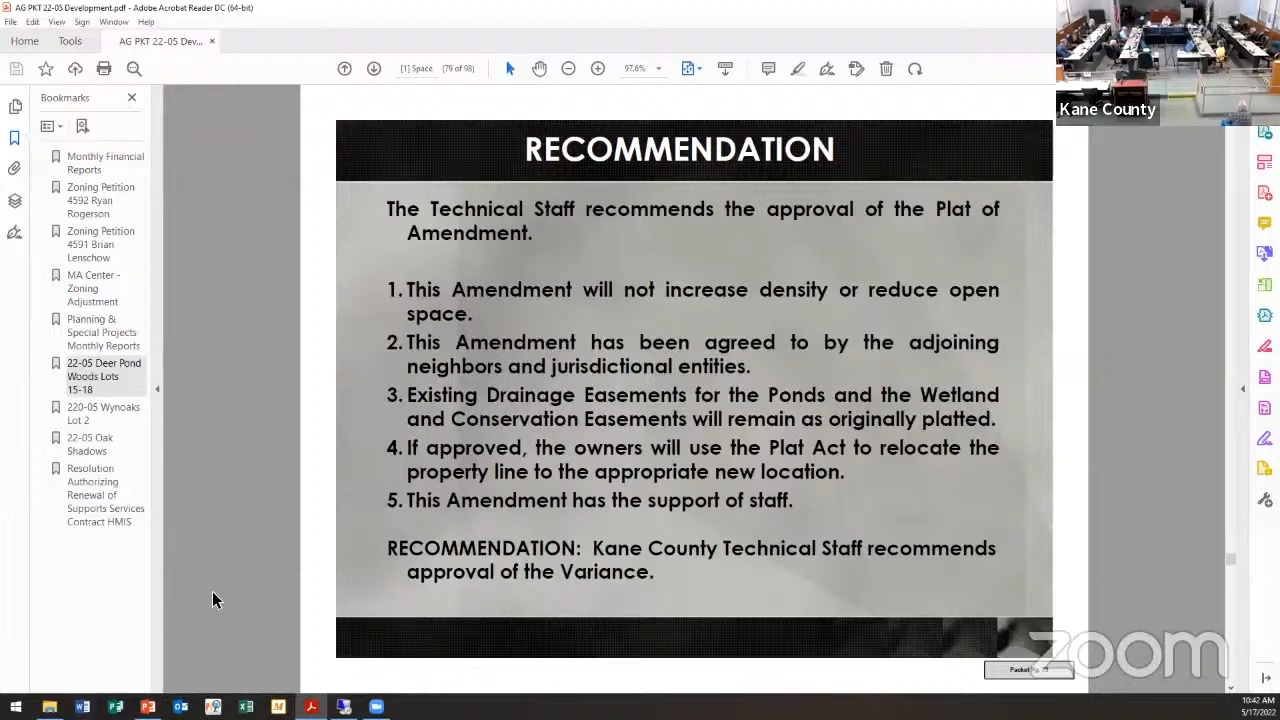 AG PKT 22-05 Development.pdf - Adobe Acrobat Reader DC (64-bit)
File Edit View Sign Window Help
Home Tools AG PKT 22-05 Dev... ×
[1] Space (79 of 98) 97.6%
Kane County
Bookmarks
Monthly Financial
Reports
Zoning Petition
4592 Ryan
Rogerson
Zoning Petition
4591 Brian
Lenschow
MA Center -
Zoning
Adjustment
Planning &
Special Projects
Monthly Reports
22-05 Deer Pond
Woods Lots
15-18
220-05 Wynoaks
Lot 2
22-05 Oak
Shadows
Resolution
Authorizing
Renewal of
Supports Services
Contract HMIS
RECOMMENDATION
The Technical Staff recommends the approval of the Plat of
Amendment.
1. This Amendment will not increase density or reduce open
space.
2. This Amendment has been agreed to by the adjoining
neighbors and jurisdictional entities.
3. Existing Drainage Easements for the Ponds and the Wetland
and Conservation Easements will remain as originally platted.
4. If approved, the owners will use the Plat Act to relocate the
property line to the appropriate new location.
5. This Amendment has the support of staff.
RECOMMENDATION: Kane County Technical Staff recommends
approval of the Variance.
Packet Pg. 79
zoom
10:42 AM
5/17/2022